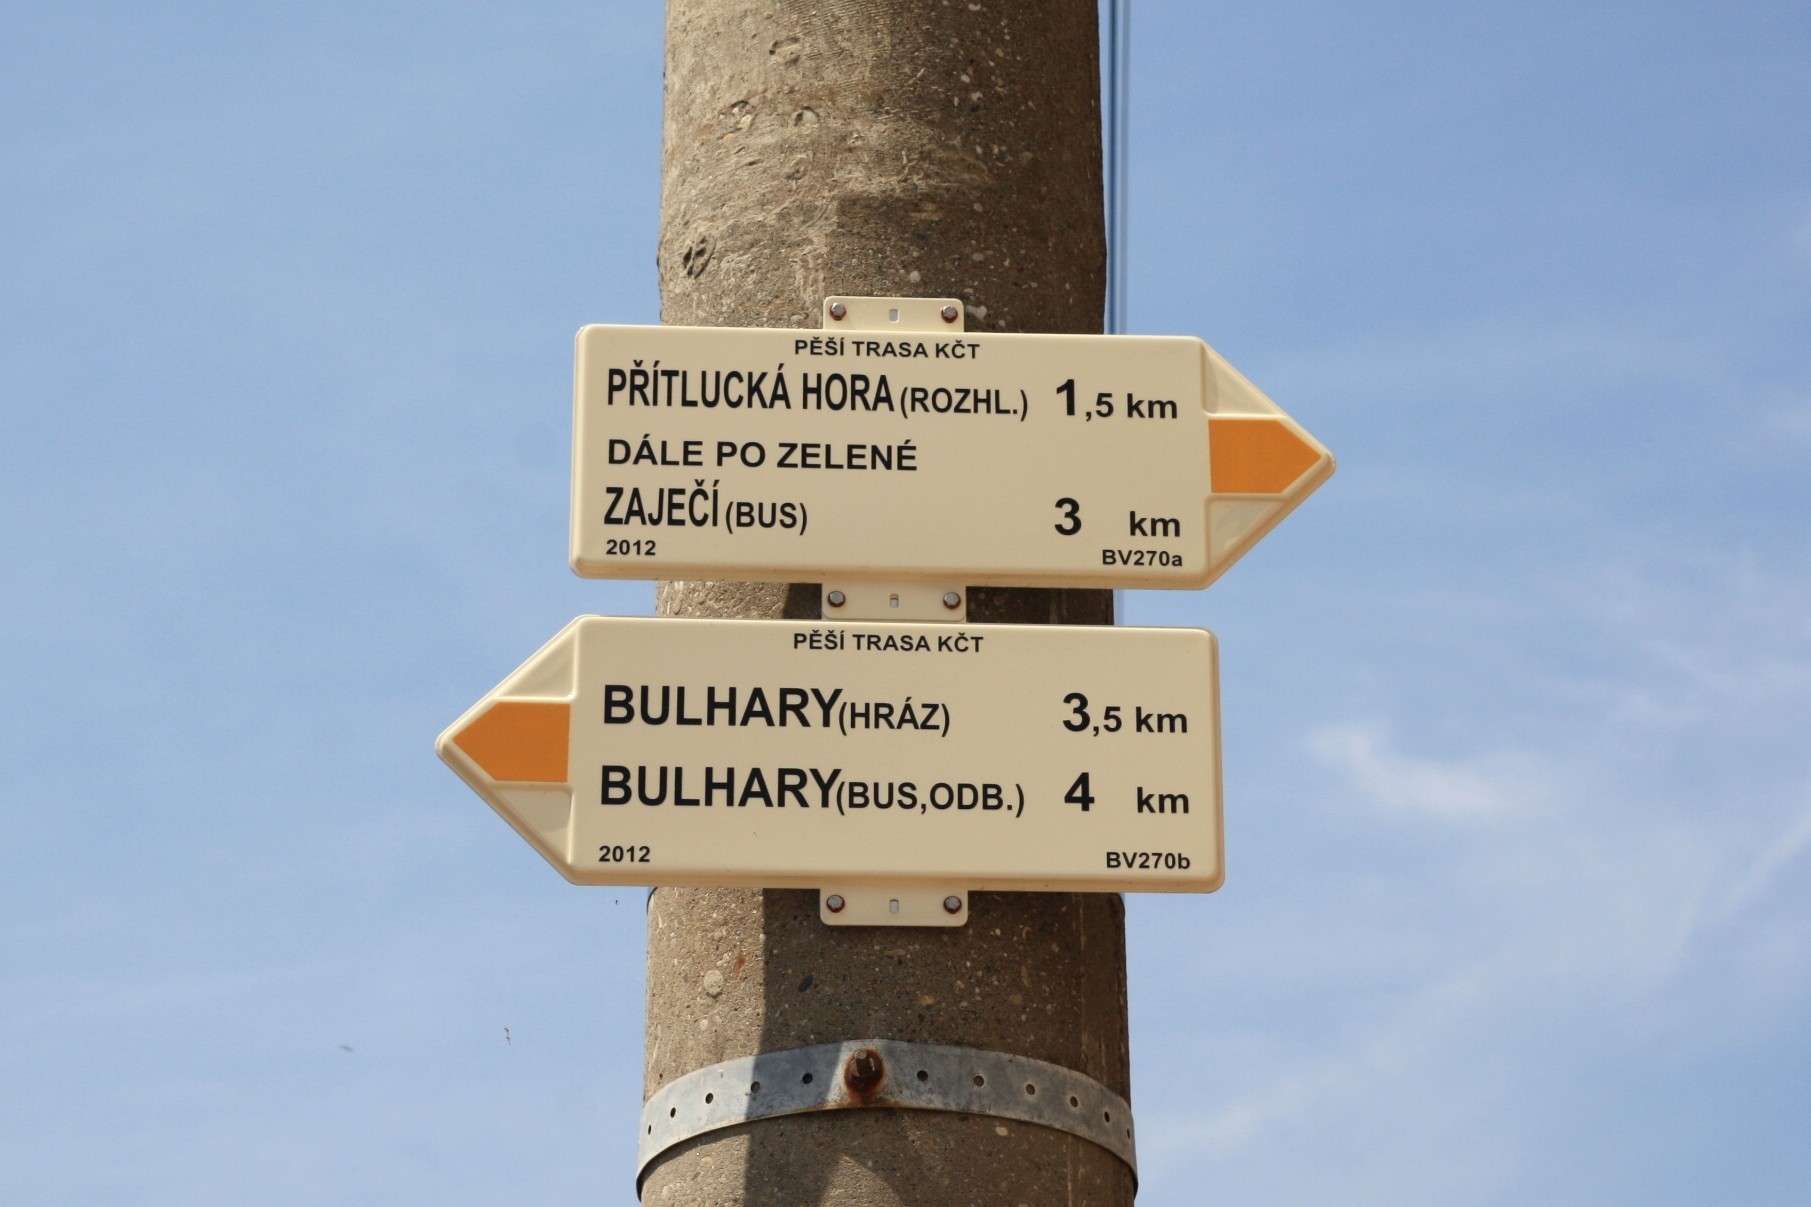 PĚŠÍ TRASA KČT
PŘÍTLUCKÁ HORA (ROZHL.) 1,5 km
DÁLE PO ZELENÉ
ZAJEČÍ (BUS) 3 km
2012 BV270a
PĚŠÍ TRASA KČT
BULHARY (HRÁZ) 3,5 km
BULHARY (BUS,ODB.) 4 km
2012 BV270b